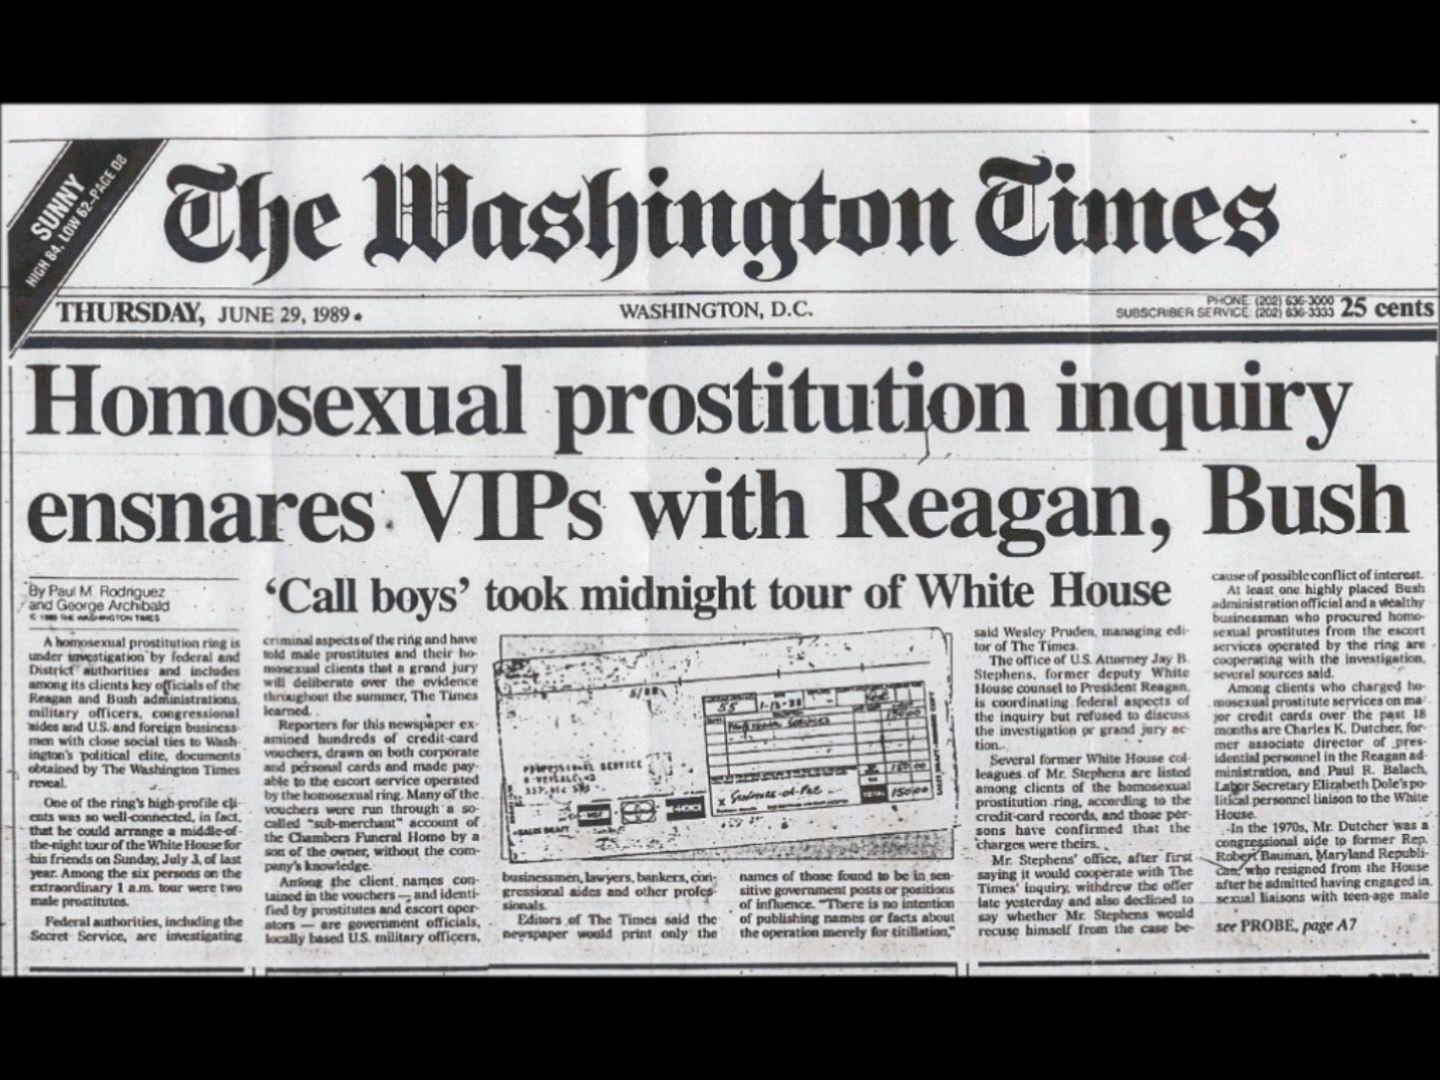 SUNNY
HIGH 84, LOW 62-PAGE D8
The Washington Times
THURSDAY, JUNE 29, 1989
WASHINGTON, D.C.
PHONE: (202) 636-3000
SUBSCRIBER SERVICE: (202) 636-3333
25 cents
Homosexual prostitution inquiry
ensnares VIPs with Reagan, Bush
'Call boys' took midnight tour of White House
By Paul M. Rodriguez
and George Archibald
© 1989 THE WASHINGTON TIMES
A homosexual prostitution ring is
under investigation by federal and
District authorities and includes
among its clients key officials of the
Reagan and Bush administrations,
military officers, congressional
aides and U.S. and foreign business-
men with close social ties to Wash-
ington's political elite, documents
obtained by The Washington Times
reveal.
One of the ring's high-profile cli-
ents was so well-connected, in fact,
that he could arrange a middle-of-
the-night tour of the White House for
his friends on Sunday, July 3, of last
year. Among the six persons on the
extraordinary 1 a.m. tour were two
male prostitutes.
Federal authorities, including the
Secret Service, are investigating
criminal aspects of the ring and have
told male prostitutes and their ho-
mosexual clients that a grand jury
will deliberate over the evidence
throughout the summer, The Times
learned.
Reporters for this newspaper ex-
amined hundreds of credit-card
vouchers, drawn on both corporate
and personal cards and made pay-
able to the escort service operated
by the homosexual ring. Many of the
vouchers were run through a so-
called "sub-merchant" account of
the Chambers Funeral Home by a
son of the owner, without the com-
pany's knowledge.
Among the client names con-
tained in the vouchers — and identi-
fied by prostitutes and escort oper-
ators — are government officials,
locally based U.S. military officers,
5/88
55
1-13-88
Professional Services
150.00
PROFESSIONAL SERVICE
SALES DRAFT
TOTAL
150.00
businessmen, lawyers, bankers, con-
gressional aides and other profes-
sionals.
Editors of The Times said the
newspaper would print only the
names of those found to be in sen-
sitive government posts or positions
of influence. "There is no intention
of publishing names or facts about
the operation merely for titillation,"
said Wesley Pruden, managing edi-
tor of The Times.
The office of U.S. Attorney Jay B.
Stephens, former deputy White
House counsel to President Reagan,
is coordinating federal aspects of
the inquiry but refused to discuss
the investigation or grand jury ac-
tion.
Several former White House col-
leagues of Mr. Stephens are listed
among clients of the homosexual
prostitution ring, according to the
credit-card records, and those per-
sons have confirmed that the
charges were theirs.
Mr. Stephens' office, after first
saying it would cooperate with The
Times' inquiry, withdrew the offer
late yesterday and also declined to
say whether Mr. Stephens would
recuse himself from the case be-
cause of possible conflict of interest.
At least one highly placed Bush
administration official and a wealthy
businessman who procured homo-
sexual prostitutes from the escort
services operated by the ring are
cooperating with the investigation,
several sources said.
Among clients who charged ho-
mosexual prostitute services on ma-
jor credit cards over the past 18
months are Charles K. Dutcher, for-
mer associate director of pres-
idential personnel in the Reagan ad-
ministration, and Paul R. Balach,
Labor Secretary Elizabeth Dole's po-
litical personnel liaison to the White
House.
In the 1970s, Mr. Dutcher was a
congressional aide to former Rep.
Robert Bauman, Maryland Republi-
can, who resigned from the House
after he admitted having engaged in
sexual liaisons with teen-age male
see PROBE, page A7